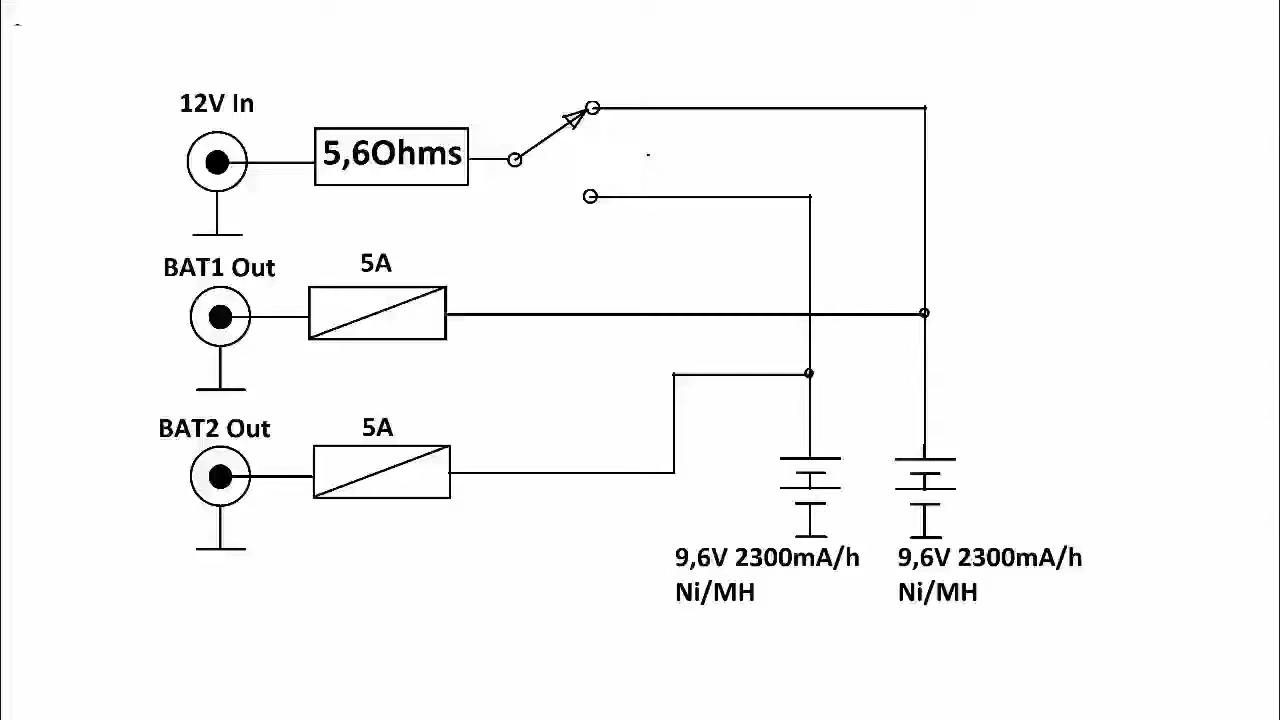 12V In
5,6Ohms
BAT1 Out
5A
BAT2 Out
5A
9,6V 2300mA/h
Ni/MH
9,6V 2300mA/h
Ni/MH